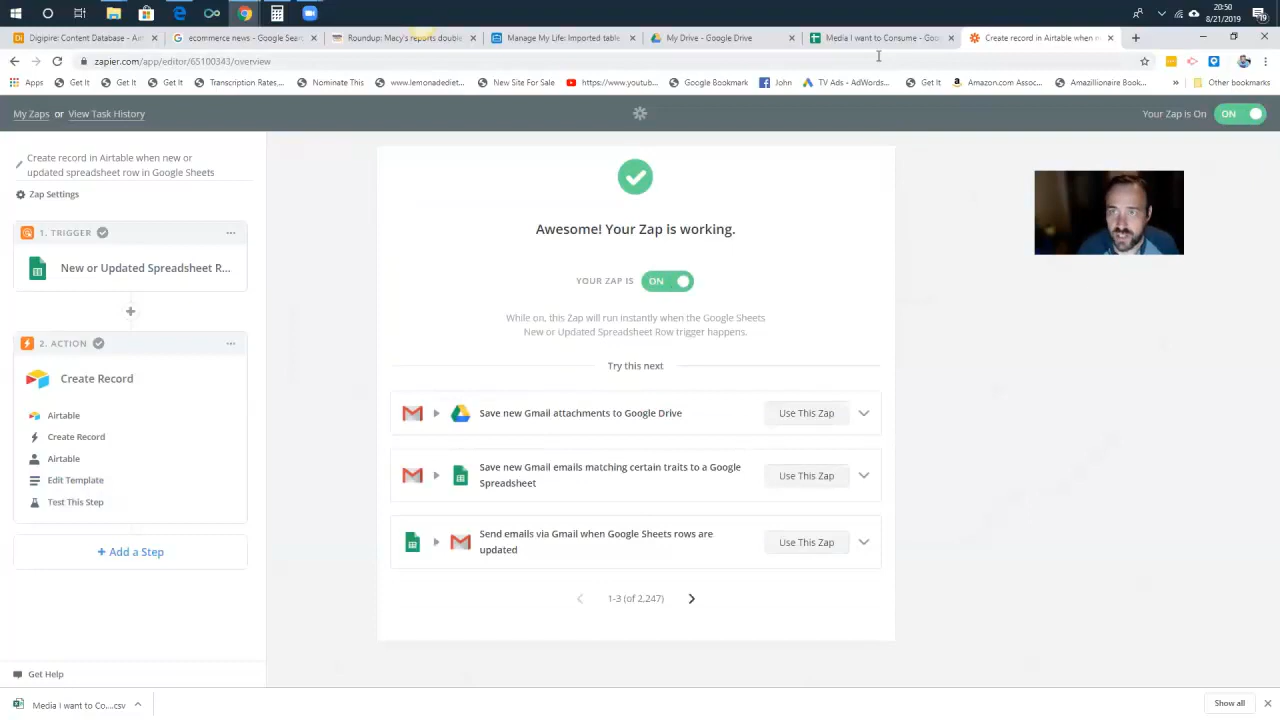 20:50
8/21/2019
19
Digipire: Content Database - Airt
ecommerce news - Google Sear
Roundup: Macy's reports double
Manage My Life: Imported table
My Drive - Google Drive
Media I want to Consume - Goo
Create record in Airtable when n
zapier.com/app/editor/65100343/overview
Apps
Get It
Get It
Get It
Transcription Rates,...
Nominate This
www.lemonadediet...
New Site For Sale
https://www.youtub...
Google Bookmark
John
TV Ads - AdWords...
Get It
Amazon.com Associ...
Amazillionaire Book...
Other bookmarks
My Zaps or View Task History
Your Zap is On
ON
Create record in Airtable when new or
updated spreadsheet row in Google Sheets
Zap Settings
1. TRIGGER
New or Updated Spreadsheet R...
2. ACTION
Create Record
Airtable
Create Record
Airtable
Edit Template
Test This Step
+ Add a Step
Get Help
Awesome! Your Zap is working.
YOUR ZAP IS ON
While on, this Zap will run instantly when the Google Sheets
New or Updated Spreadsheet Row trigger happens.
Try this next
Save new Gmail attachments to Google Drive
Use This Zap
Save new Gmail emails matching certain traits to a Google
Spreadsheet
Use This Zap
Send emails via Gmail when Google Sheets rows are
updated
Use This Zap
1-3 (of 2,247)
Media I want to Co....csv
Show all